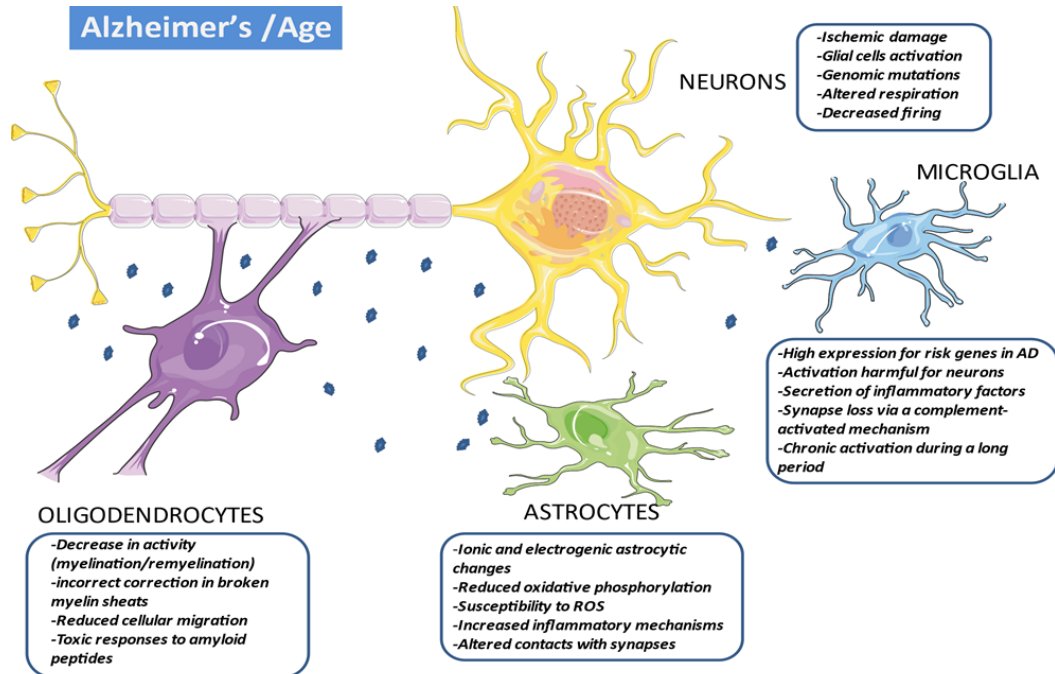 Alzheimer's /Age
NEURONS
-Ischemic damage
-Glial cells activation
-Genomic mutations
-Altered respiration
-Decreased firing
MICROGLIA
-High expression for risk genes in AD
-Activation harmful for neurons
-Secretion of inflammatory factors
-Synapse loss via a complement-
activated mechanism
-Chronic activation during a long
period
OLIGODENDROCYTES
-Decrease in activity
(myelination/remyelination)
-incorrect correction in broken
myelin sheats
-Reduced cellular migration
-Toxic responses to amyloid
peptides
ASTROCYTES
-Ionic and electrogenic astrocytic
changes
-Reduced oxidative phosphorylation
-Susceptibility to ROS
-Increased inflammatory mechanisms
-Altered contacts with synapses